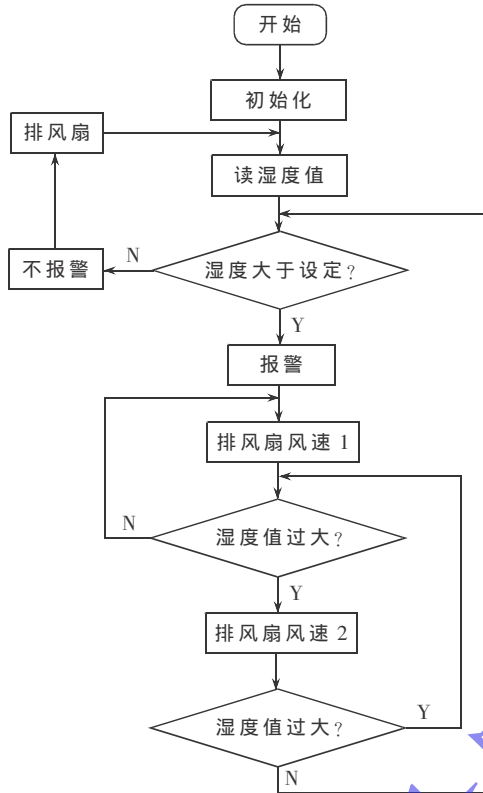 开始
初始化
排风扇
读湿度值
N
不报警
湿度大于设定?
Y
报警
排风扇风速 1
N
湿度值过大?
Y
排风扇风速 2
湿度值过大?
Y
N